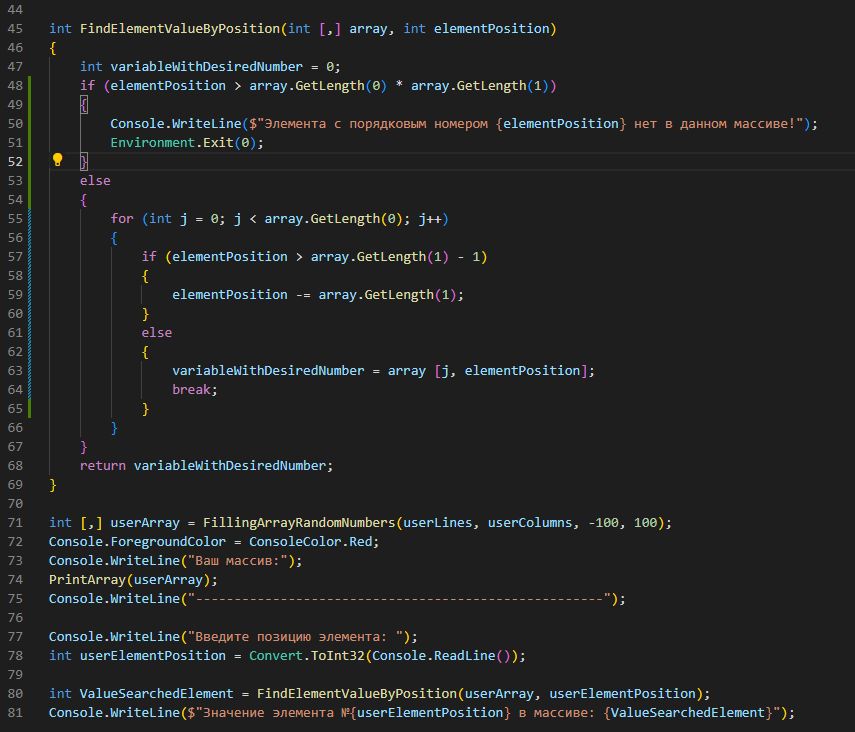 44
45 int FindElementValueByPosition(int [,] array, int elementPosition)
46 {
47 int variableWithDesiredNumber = 0;
48 if (elementPosition > array.GetLength(0) * array.GetLength(1))
49 {
50 Console.WriteLine($"Элемента с порядковым номером {elementPosition} нет в данном массиве!");
51 Environment.Exit(0);
52 }
53 else
54 {
55 for (int j = 0; j < array.GetLength(0); j++)
56 {
57 if (elementPosition > array.GetLength(1) - 1)
58 {
59 elementPosition -= array.GetLength(1);
60 }
61 else
62 {
63 variableWithDesiredNumber = array [j, elementPosition];
64 break;
65 }
66 }
67 }
68 return variableWithDesiredNumber;
69 }
70
71 int [,] userArray = FillingArrayRandomNumbers(userLines, userColumns, -100, 100);
72 Console.ForegroundColor = ConsoleColor.Red;
73 Console.WriteLine("Ваш массив:");
74 PrintArray(userArray);
75 Console.WriteLine("-----------------------------------------------------");
76
77 Console.WriteLine("Введите позицию элемента: ");
78 int userElementPosition = Convert.ToInt32(Console.ReadLine());
79
80 int ValueSearchedElement = FindElementValueByPosition(userArray, userElementPosition);
81 Console.WriteLine($"Значение элемента №{userElementPosition} в массиве: {ValueSearchedElement}");